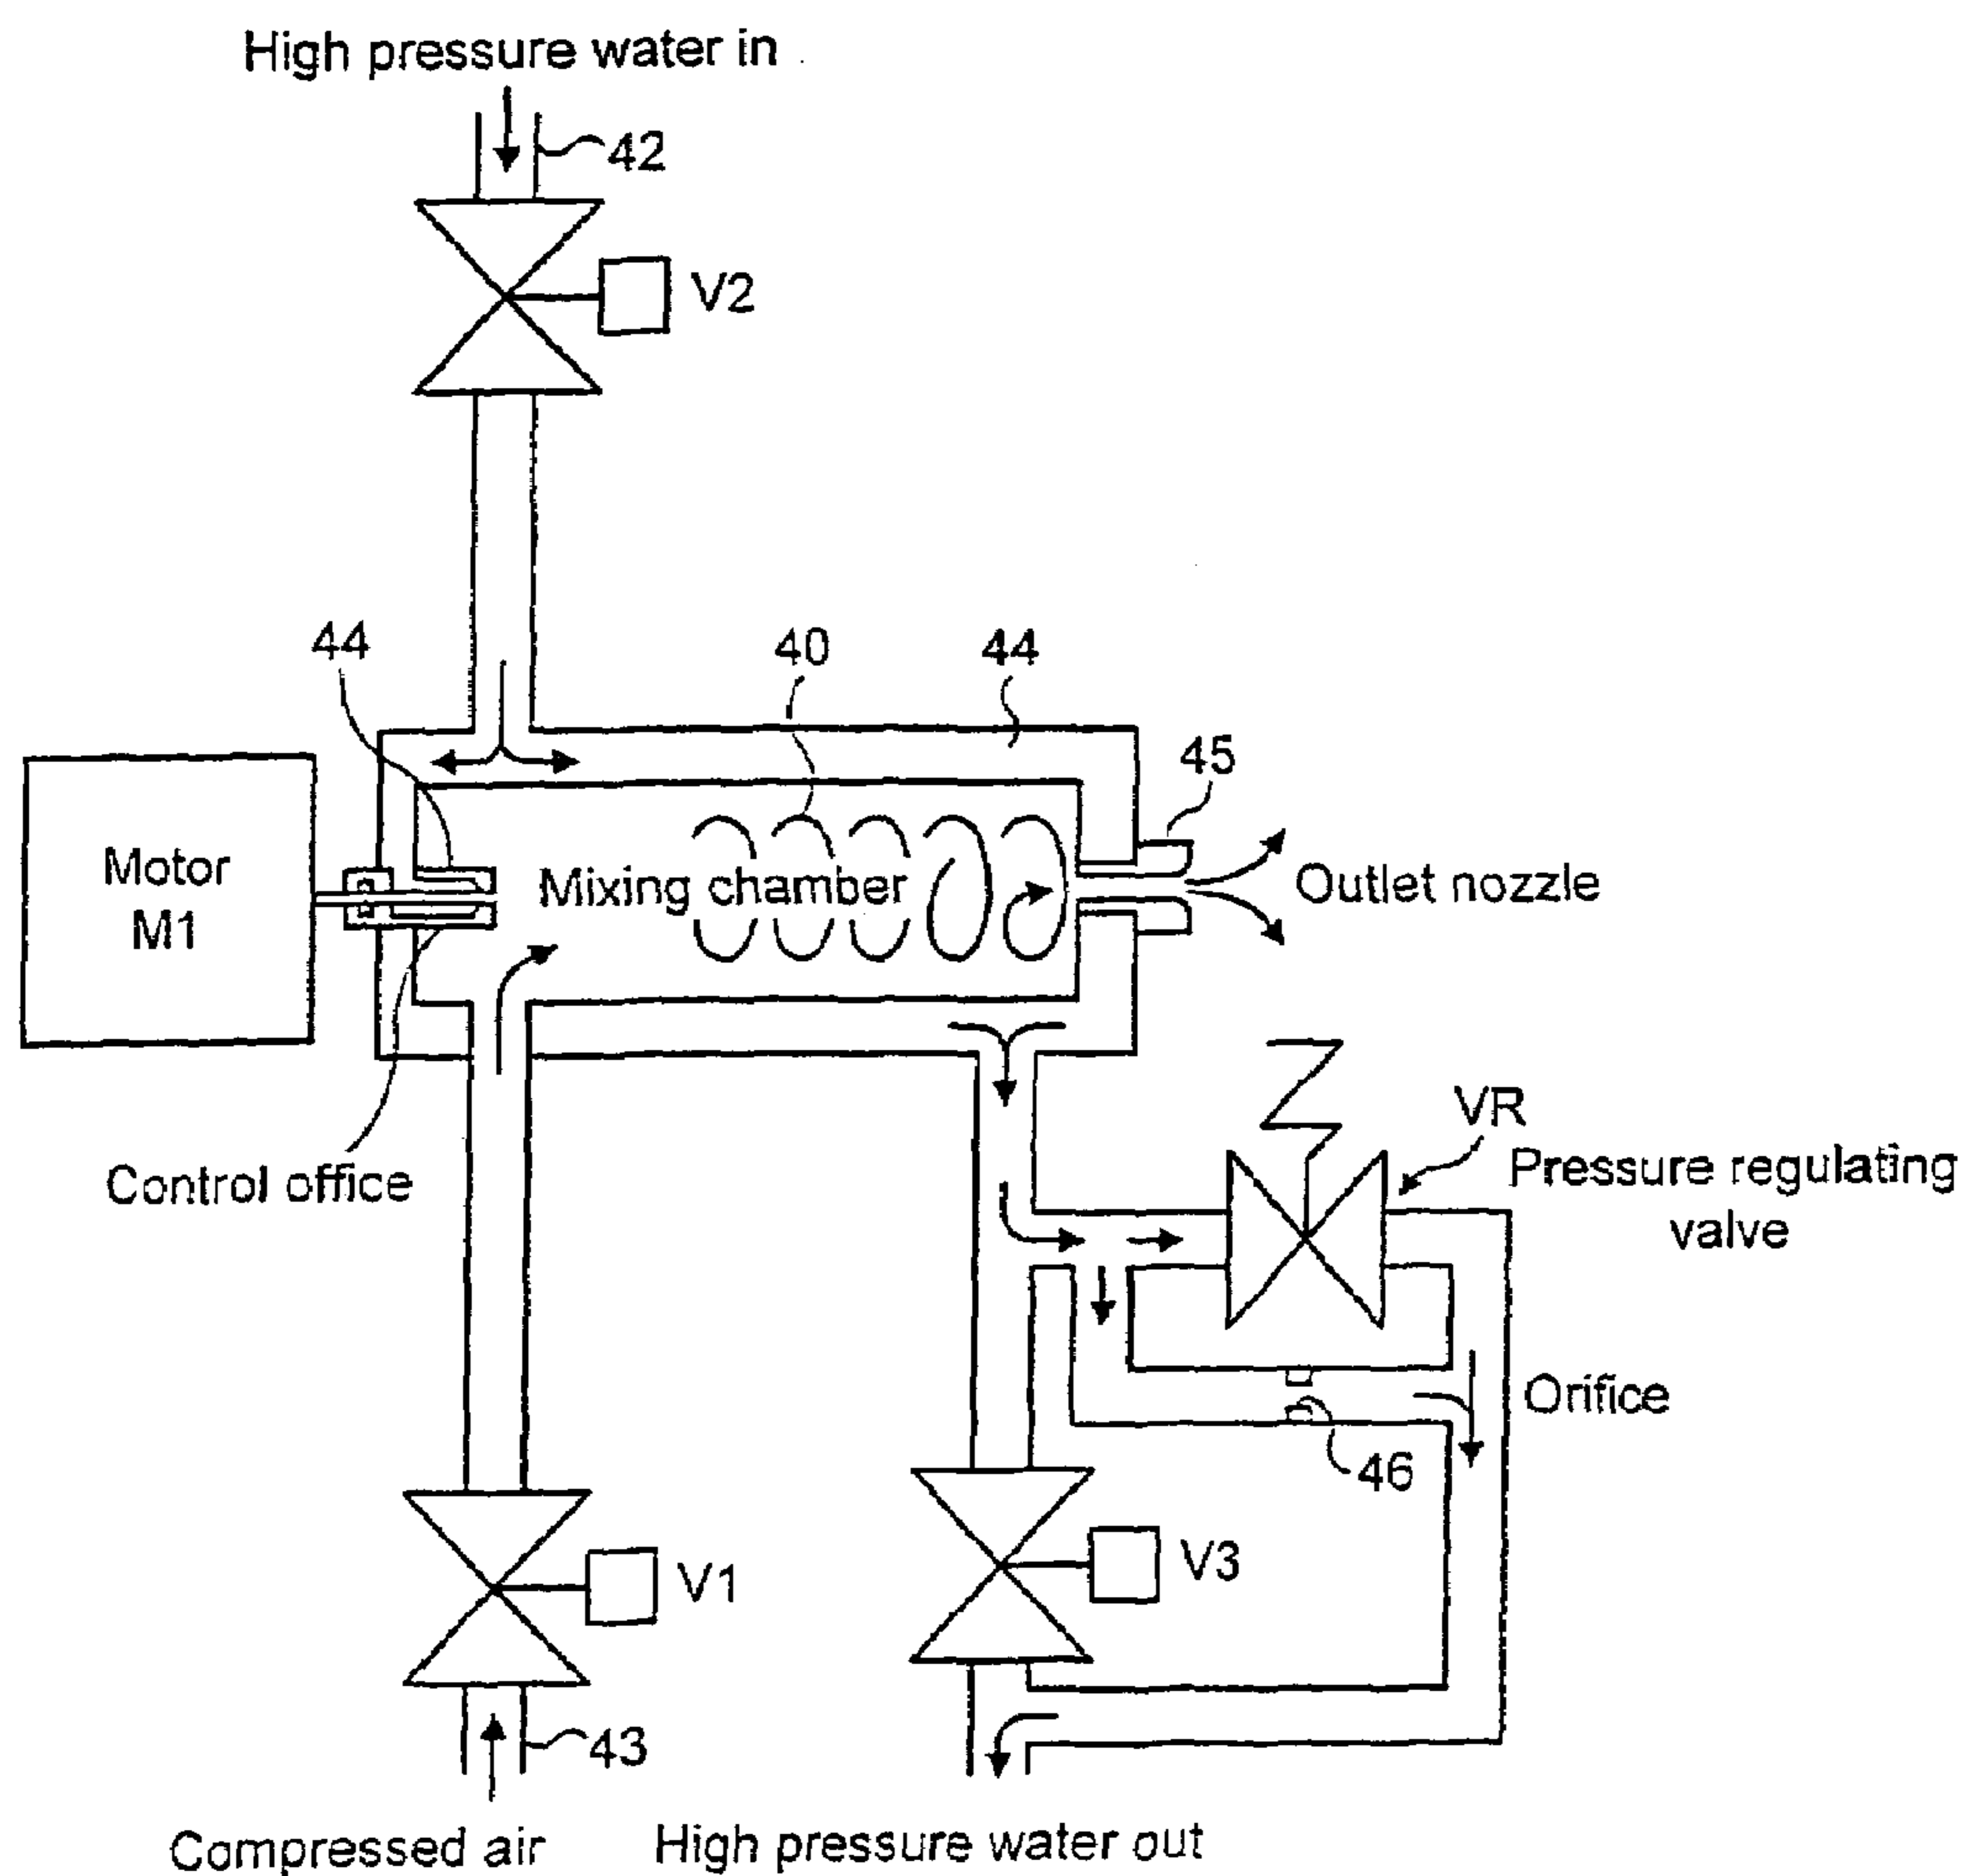 High pressure water in
42
V2
44
40
44
45
Motor
M1
Mixing chamber
Outlet nozzle
VR
Pressure regulating
valve
Control office
Orifice
46
V1
V3
43
Compressed air
High pressure water out